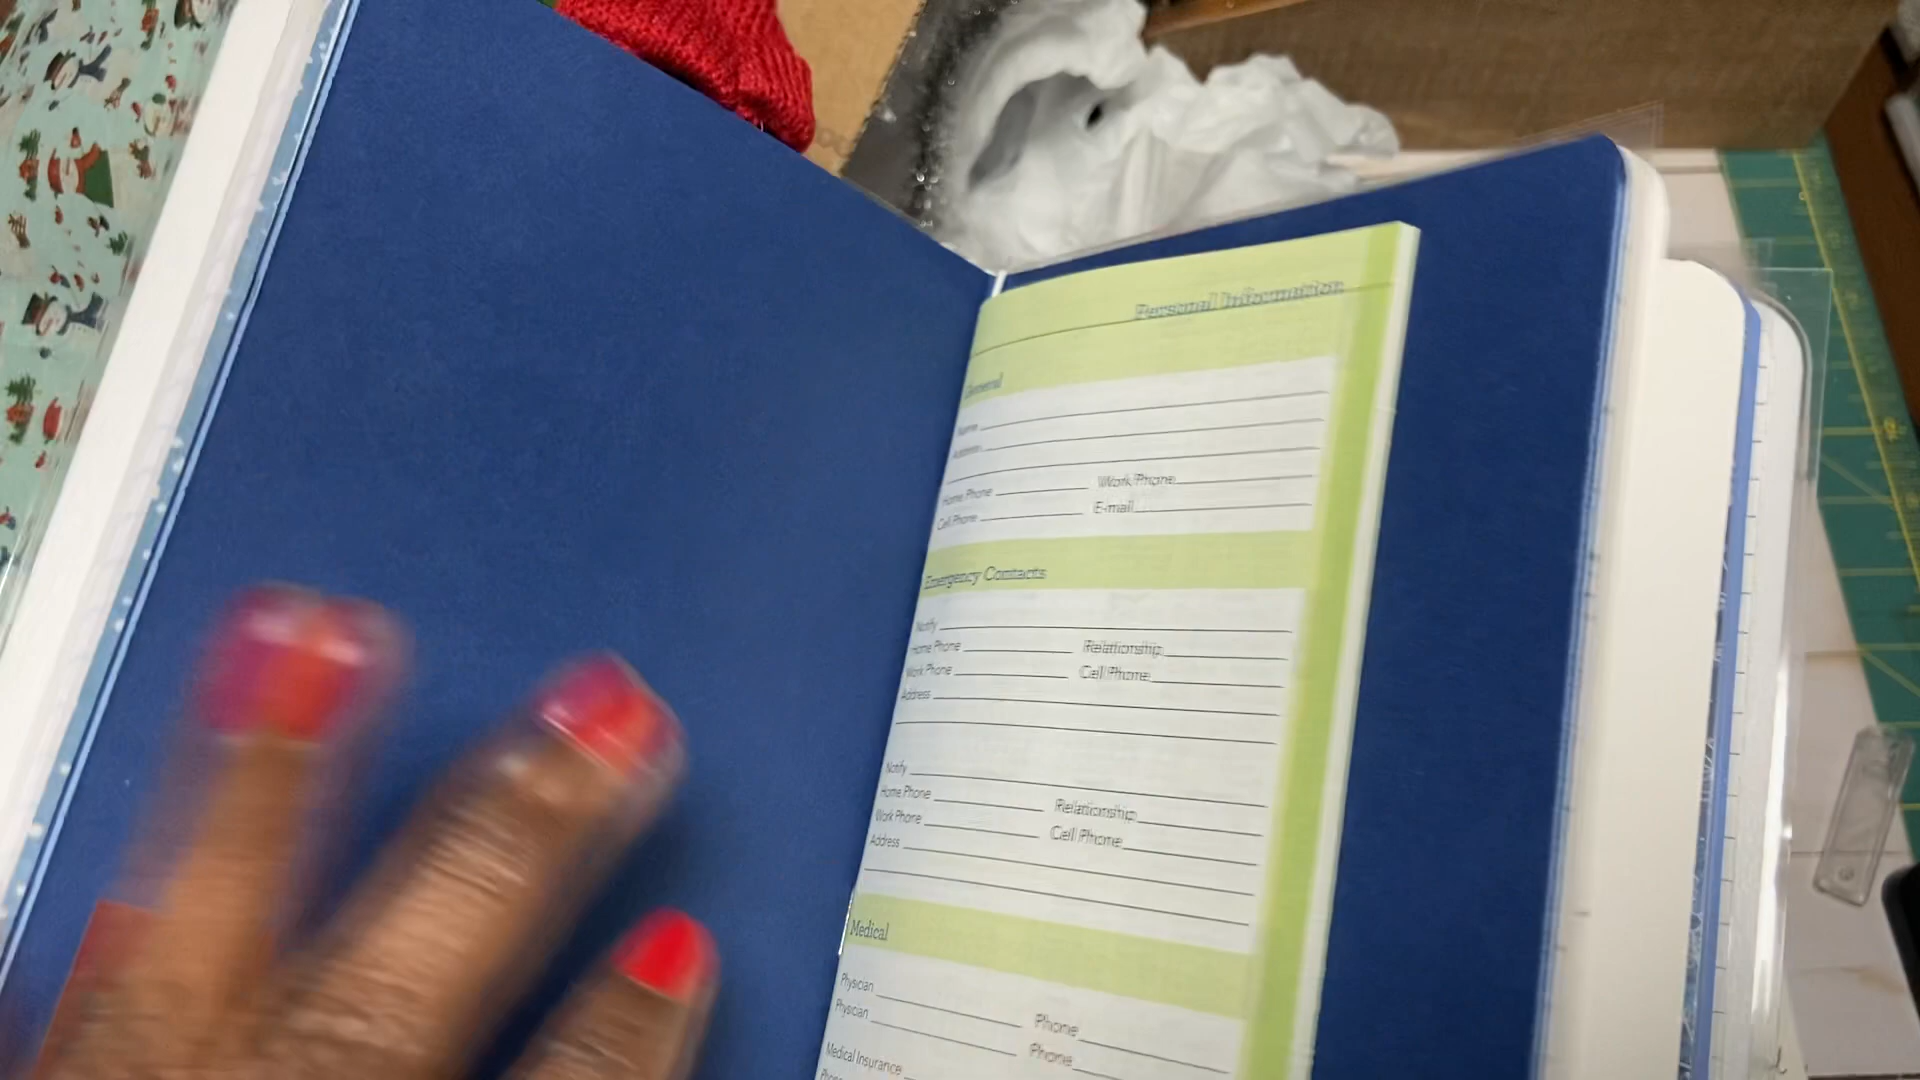 Personal Information
General
Name
Address
Home Phone Work Phone
Cell Phone E-mail
Emergency Contacts
Notify
Home Phone Relationship
Work Phone Cell Phone
Address
Notify
Home Phone Relationship
Work Phone Cell Phone
Address
Medical
Physician Phone
Physician Phone
Medical Insurance